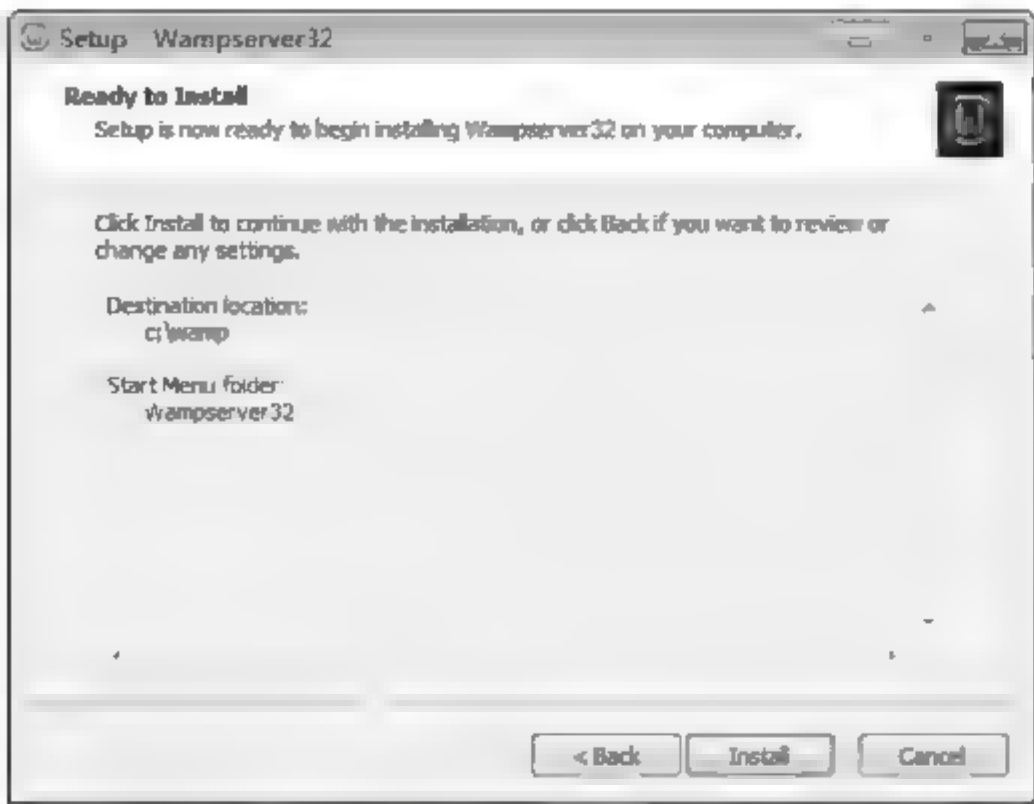 Setup Wampserver32
Ready to Install
Setup is now ready to begin installing Wampserver32 on your computer.
Click Install to continue with the installation, or click Back if you want to review or
change any settings.
Destination location:
c:\wamp
Start Menu folder:
Wampserver32
< Back Install Cancel